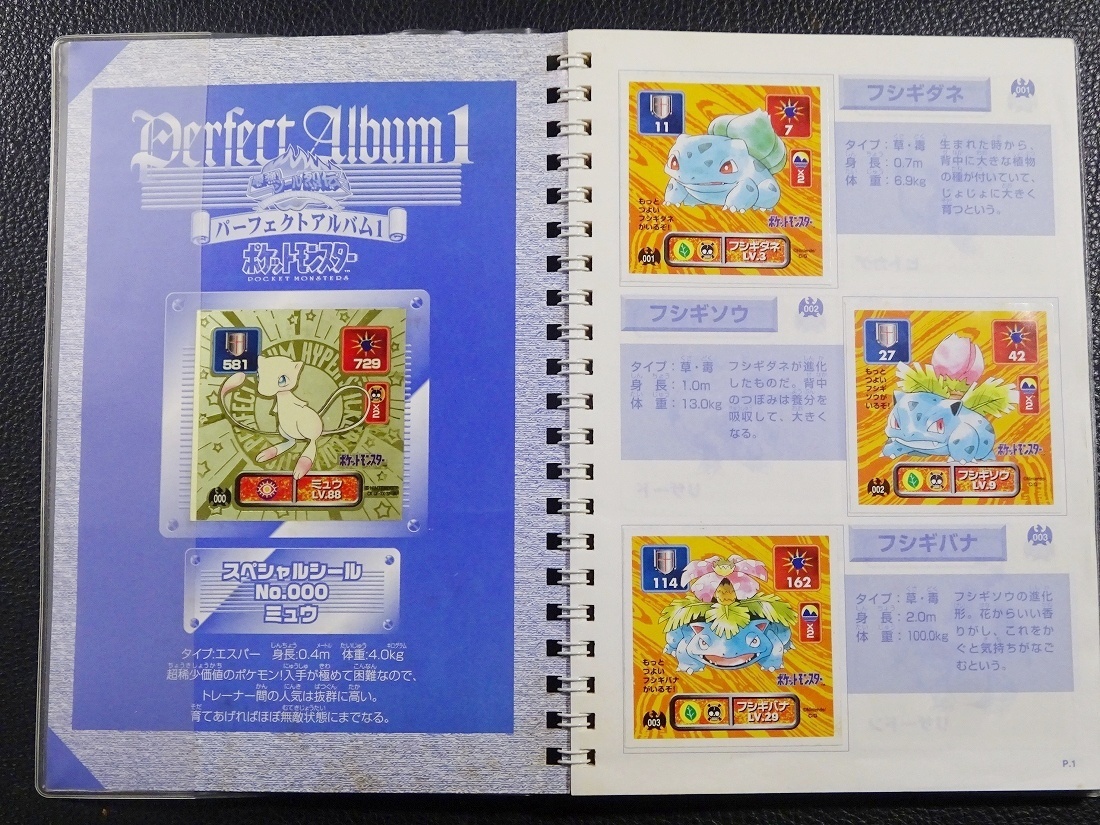 Perfect Album 1
パーフェクトアルバム1
ポケットモンスター
POCKET MONSTERS
581
729
X2
ポケットモンスター
000
ミュウ
LV.88
スペシャルシール
No.000
ミュウ
タイプ:エスパー 身長:0.4m 体重:4.0kg
超稀少価値のポケモン!入手が極めて困難なので、
トレーナー間の人気は抜群に高い。
育てあげればほぼ無敵状態にまでなる。
11
7
X2
もっと
つよい
フシギダネ
がいるぞ!
ポケットモンスター
001
フシギダネ
LV.3
フシギダネ
001
タイプ:草・毒
身 長:0.7m
体 重:6.9kg
生まれた時から、
背中に大きな植物
の種が付いていて、
じょじょに大きく
育つという。
フシギソウ
002
タイプ:草・毒
身 長:1.0m
体 重:13.0kg
フシギダネが進化
したものだ。背中
のつぼみは養分を
吸収して、大きく
なる。
27
42
X2
もっと
つよい
フシギ
ソウが
いるぞ!
ポケットモンスター
002
フシギソウ
LV.9
114
162
X2
もっと
つよい
フシギバナ
がいるぞ!
ポケットモンスター
003
フシギバナ
LV.29
フシギバナ
003
タイプ:草・毒
身 長:2.0m
体 重:100.0kg
フシギソウの進化
形。花からいい香
りがし、これをか
ぐと気持ちがなご
むという。
P.1